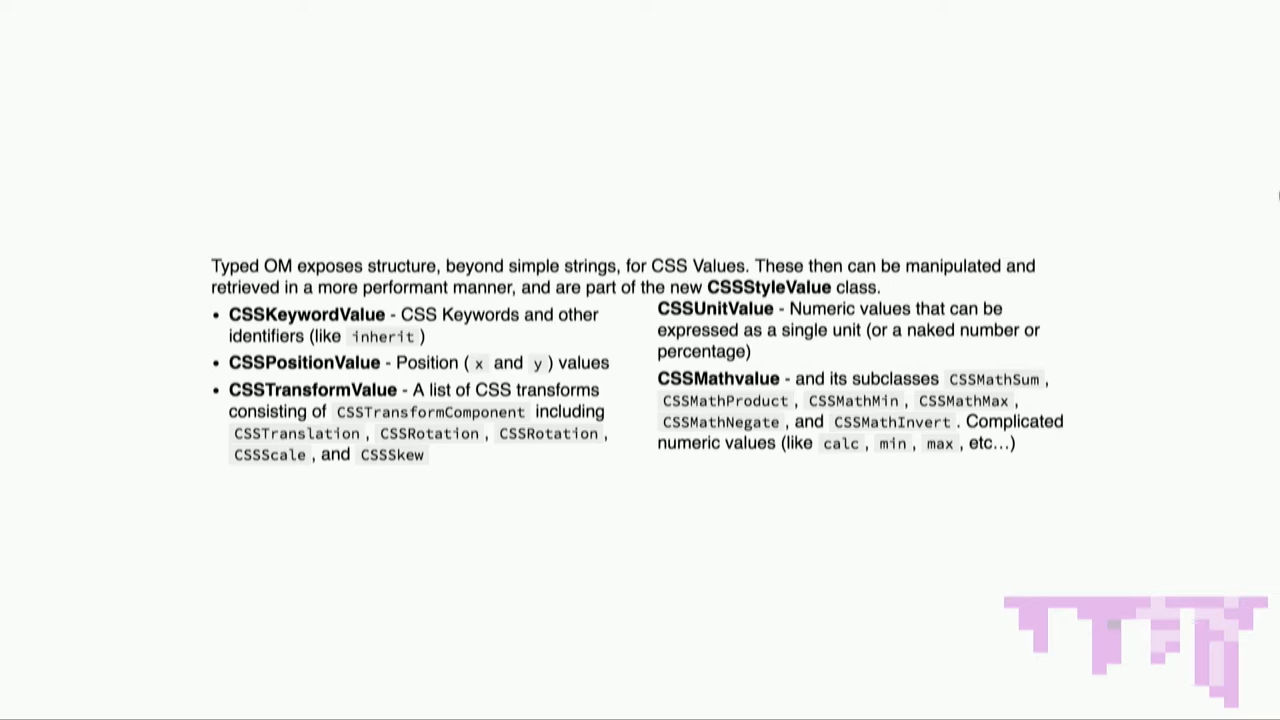 Typed OM exposes structure, beyond simple strings, for CSS Values. These then can be manipulated and
retrieved in a more performant manner, and are part of the new CSSStyleValue class.
• CSSKeywordValue - CSS Keywords and other
identifiers (like inherit )
• CSSPositionValue - Position ( x and y ) values
• CSSTransformValue - A list of CSS transforms
consisting of CSSTransformComponent including
CSSTranslation , CSSRotation , CSSRotation ,
CSSScale , and CSSSkew
CSSUnitValue - Numeric values that can be
expressed as a single unit (or a naked number or
percentage)
CSSMathvalue - and its subclasses CSSMathSum ,
CSSMathProduct , CSSMathMin , CSSMathMax ,
CSSMathNegate , and CSSMathInvert . Complicated
numeric values (like calc , min , max , etc...)